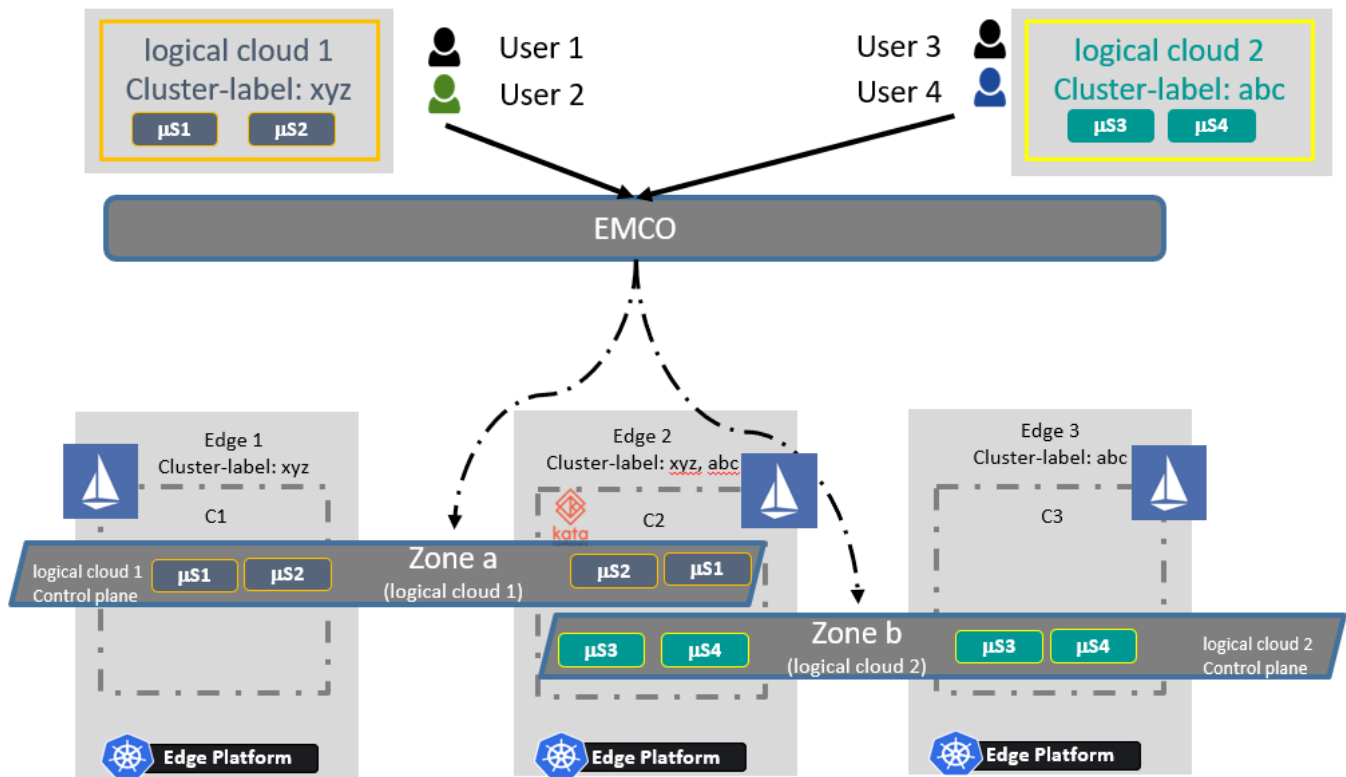 logical cloud 1
Cluster-label: xyz
μS1 μS2
User 1
User 2
User 3
User 4
logical cloud 2
Cluster-label: abc
μS3 μS4
EMCO
Edge 1
Cluster-label: xyz
C1
Edge 2
Cluster-label: xyz, abc
kata
C2
Edge 3
Cluster-label: abc
C3
logical cloud 1
Control plane
μS1 μS2
Zone a
(logical cloud 1)
μS2 μS1
μS3 μS4
Zone b
(logical cloud 2)
μS3 μS4
logical cloud 2
Control plane
Edge Platform
Edge Platform
Edge Platform